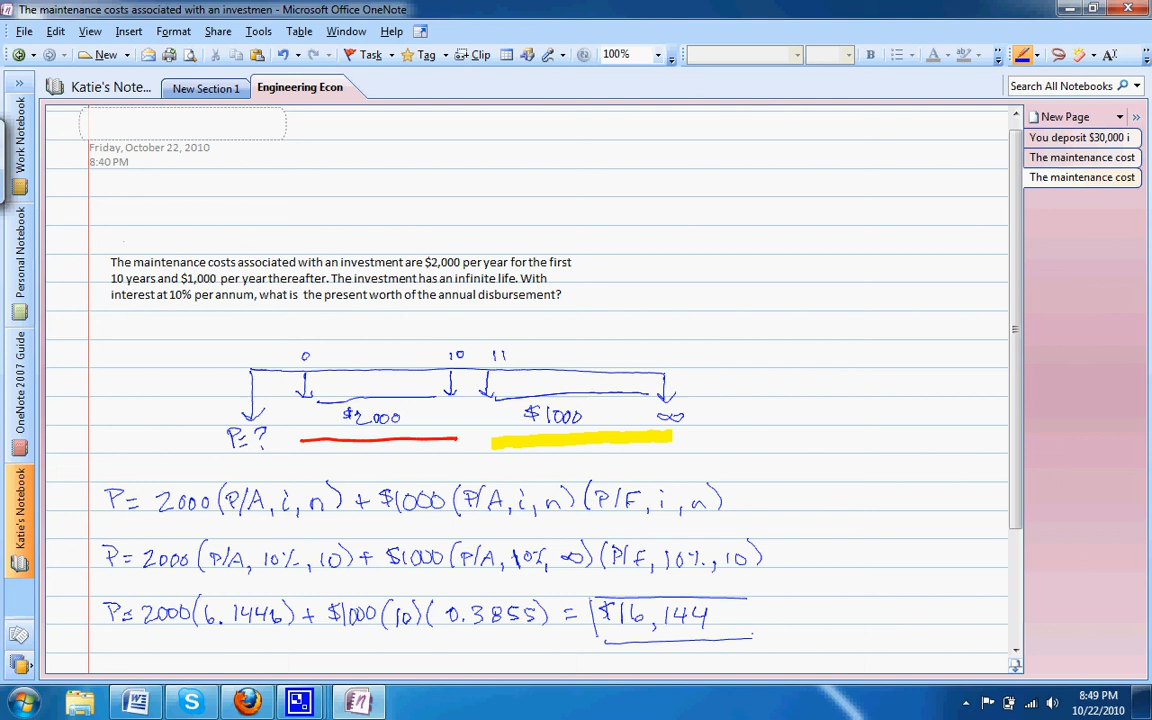 The maintenance costs associated with an investmen - Microsoft Office OneNote
File Edit View Insert Format Share Tools Table Window Help
New Task Tag Clip 100% B A ab A
Katie's Note... New Section 1 Engineering Econ Search All Notebooks
Work Notebook
Personal Notebook
OneNote 2007 Guide
Katie's Notebook
New Page
You deposit $30,000 i
The maintenance cost
The maintenance cost
Friday, October 22, 2010
8:40 PM
The maintenance costs associated with an investment are $2,000 per year for the first
10 years and $1,000 per year thereafter. The investment has an infinite life. With
interest at 10% per annum, what is the present worth of the annual disbursement?
0 10 11
$2000 $1000 ∞
P=?
P= 2000(P/A, i, n) + $1000(P/A, i, n)(P/F, i, n)
P= 2000(P/A, 10%, 10) + $1000(P/A, 10%, ∞)(P/F, 10%, 10)
P= 2000(6.1446) + $1000(10)(0.3855) = $16,144
8:49 PM
10/22/2010